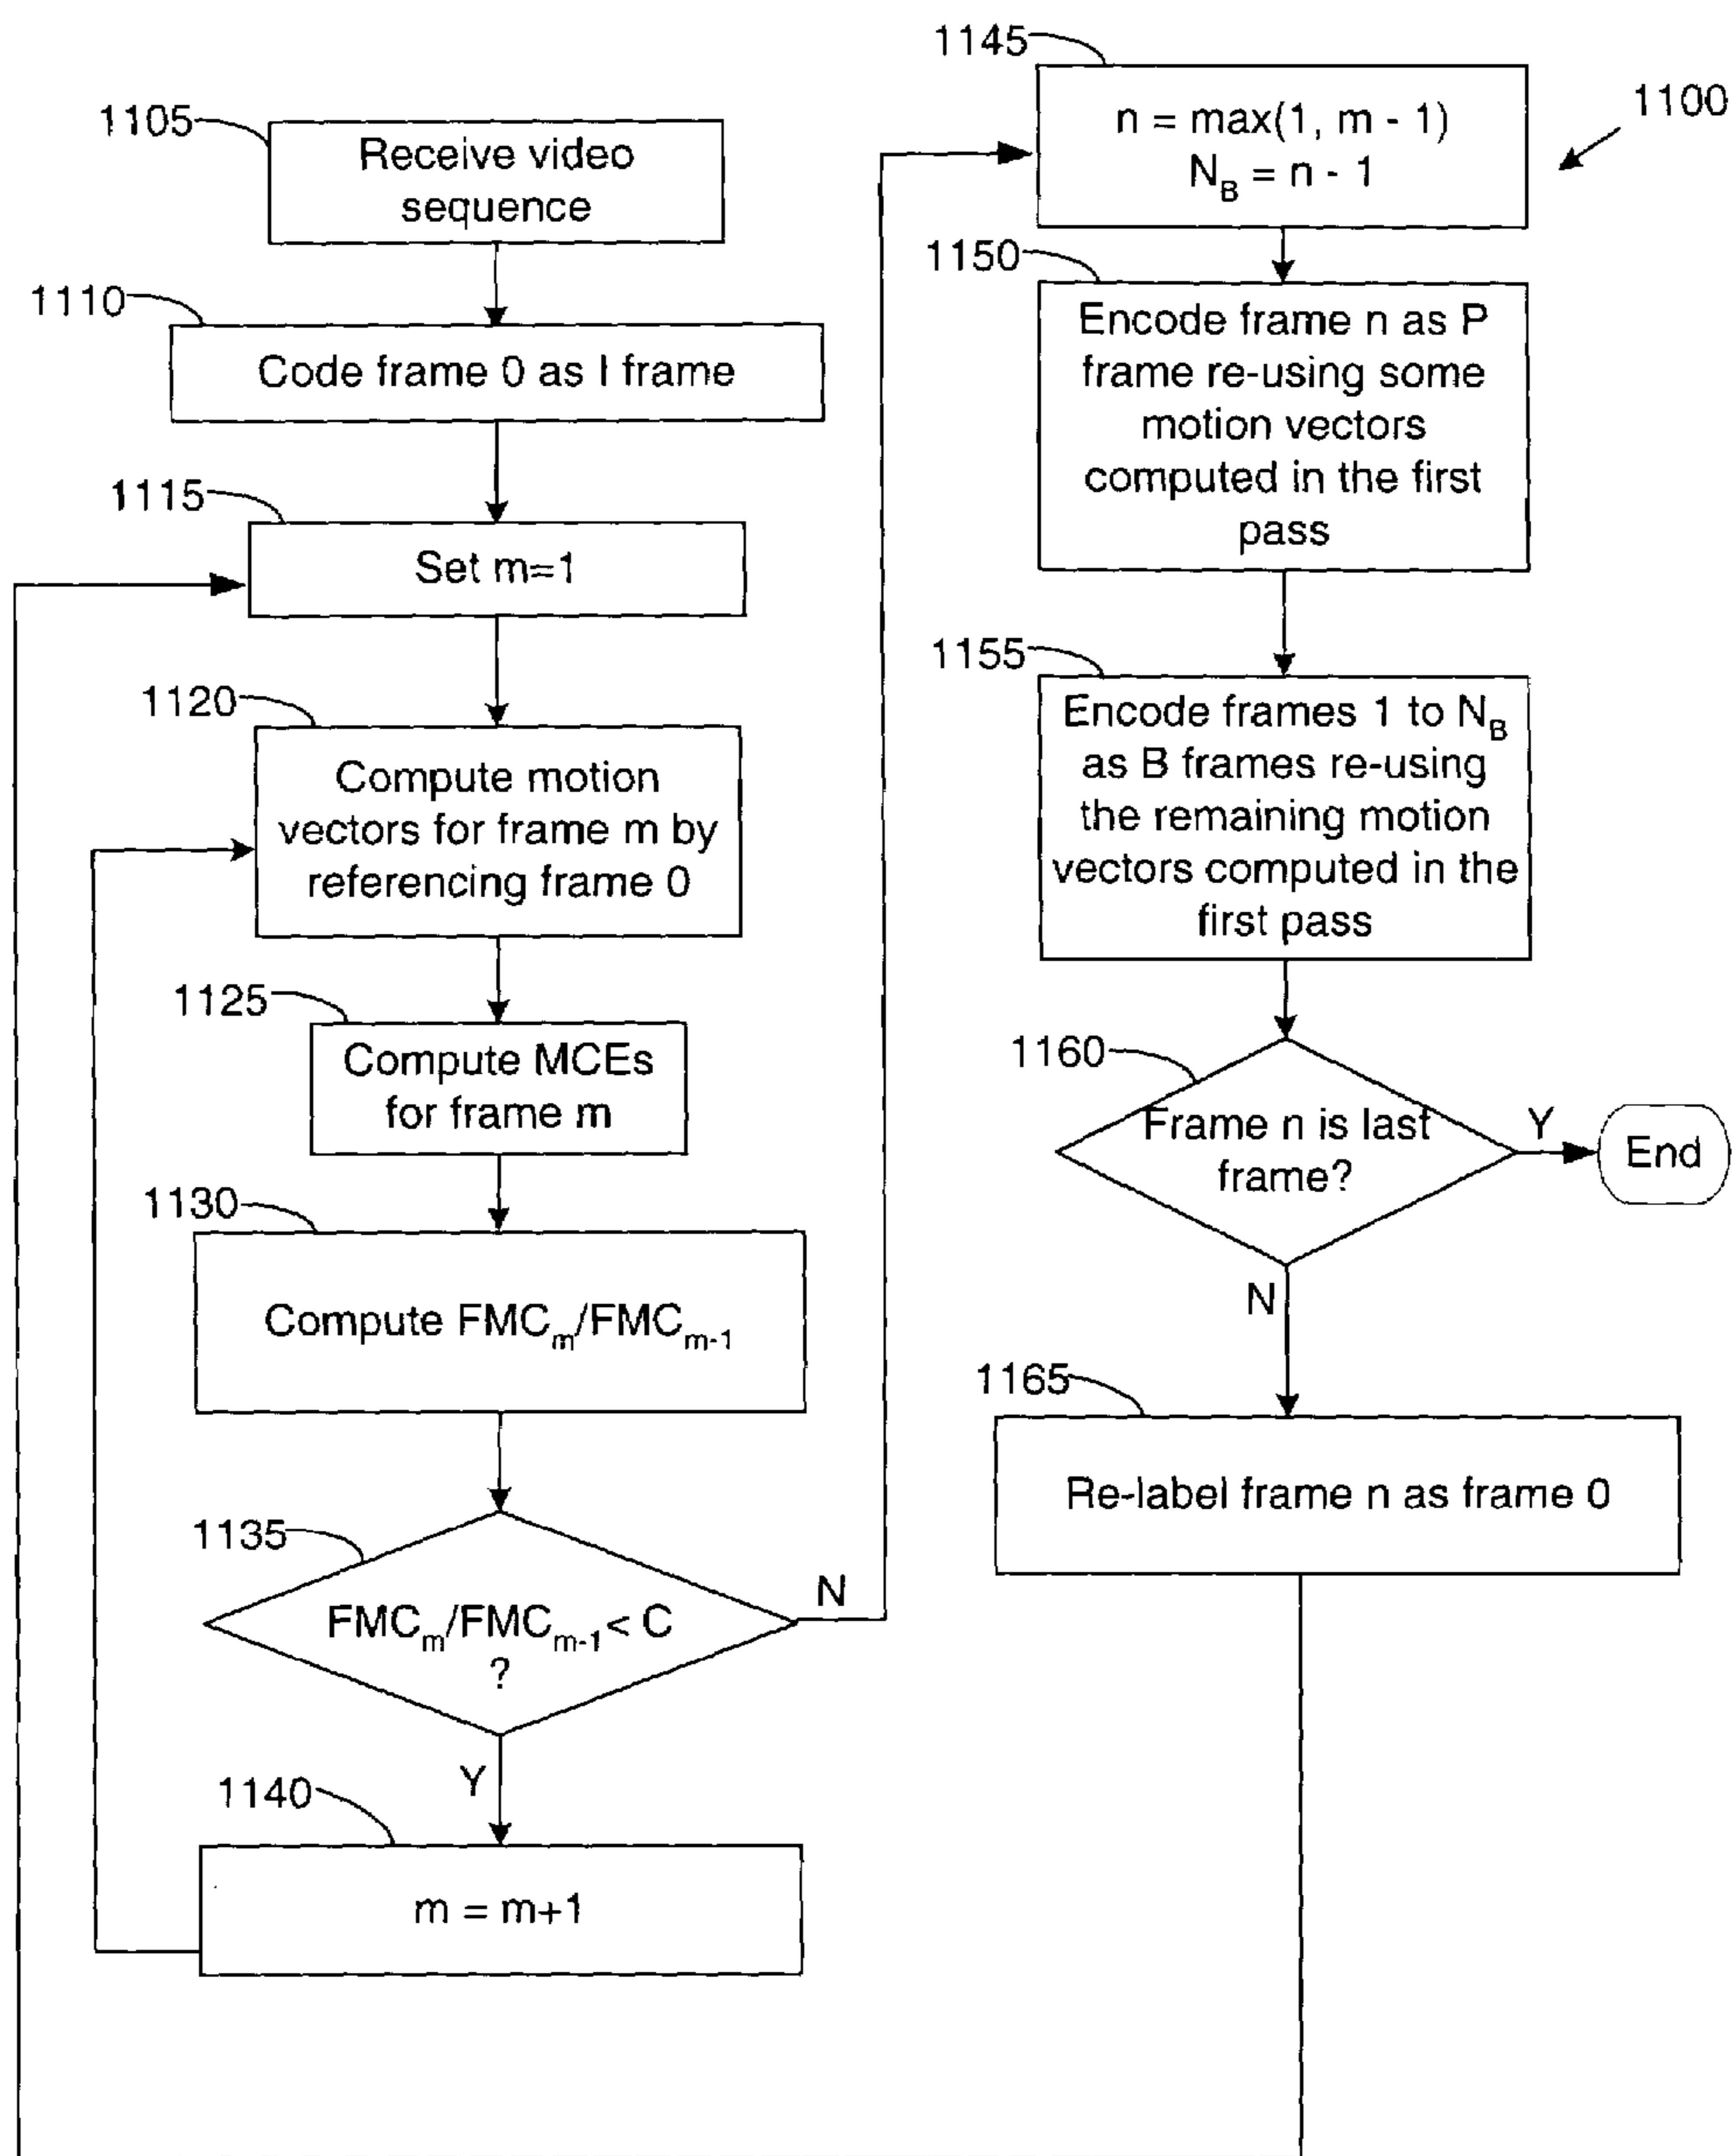 1105
Receive video
sequence
1110
Code frame 0 as I frame
1115
Set m=1
1120
Compute motion
vectors for frame m by
referencing frame 0
1125
Compute MCEs
for frame m
1130
Compute FMCm/FMCm-1
1135
FMCm/FMCm-1< C
?
N
Y
1140
m = m+1
1145
1100
n = max(1, m - 1)
NB = n - 1
1150
Encode frame n as P
frame re-using some
motion vectors
computed in the first
pass
1155
Encode frames 1 to NB
as B frames re-using
the remaining motion
vectors computed in the
first pass
1160
Frame n is last
frame?
Y
End
N
1165
Re-label frame n as frame 0